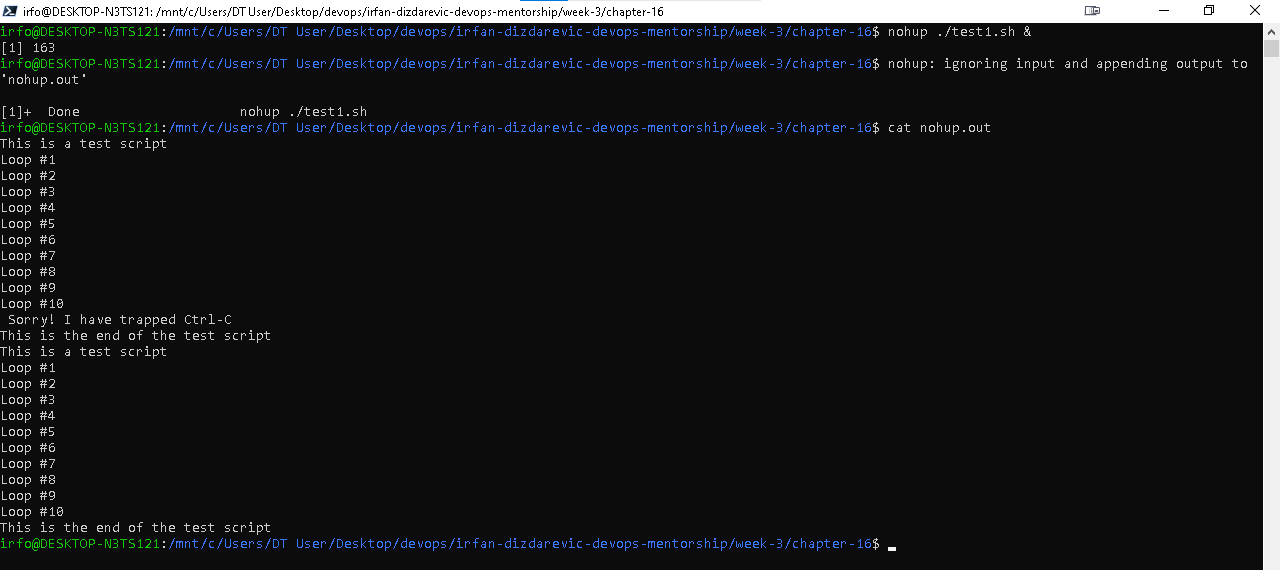 irfo@DESKTOP-N3TS121: /mnt/c/Users/DT User/Desktop/devops/irfan-dizdarevic-devops-mentorship/week-3/chapter-16
irfo@DESKTOP-N3TS121:/mnt/c/Users/DT User/Desktop/devops/irfan-dizdarevic-devops-mentorship/week-3/chapter-16$ nohup ./test1.sh &
[1] 163
irfo@DESKTOP-N3TS121:/mnt/c/Users/DT User/Desktop/devops/irfan-dizdarevic-devops-mentorship/week-3/chapter-16$ nohup: ignoring input and appending output to
'nohup.out'
[1]+  Done                    nohup ./test1.sh
irfo@DESKTOP-N3TS121:/mnt/c/Users/DT User/Desktop/devops/irfan-dizdarevic-devops-mentorship/week-3/chapter-16$ cat nohup.out
This is a test script
Loop #1
Loop #2
Loop #3
Loop #4
Loop #5
Loop #6
Loop #7
Loop #8
Loop #9
Loop #10
 Sorry! I have trapped Ctrl-C
This is the end of the test script
This is a test script
Loop #1
Loop #2
Loop #3
Loop #4
Loop #5
Loop #6
Loop #7
Loop #8
Loop #9
Loop #10
This is the end of the test script
irfo@DESKTOP-N3TS121:/mnt/c/Users/DT User/Desktop/devops/irfan-dizdarevic-devops-mentorship/week-3/chapter-16$